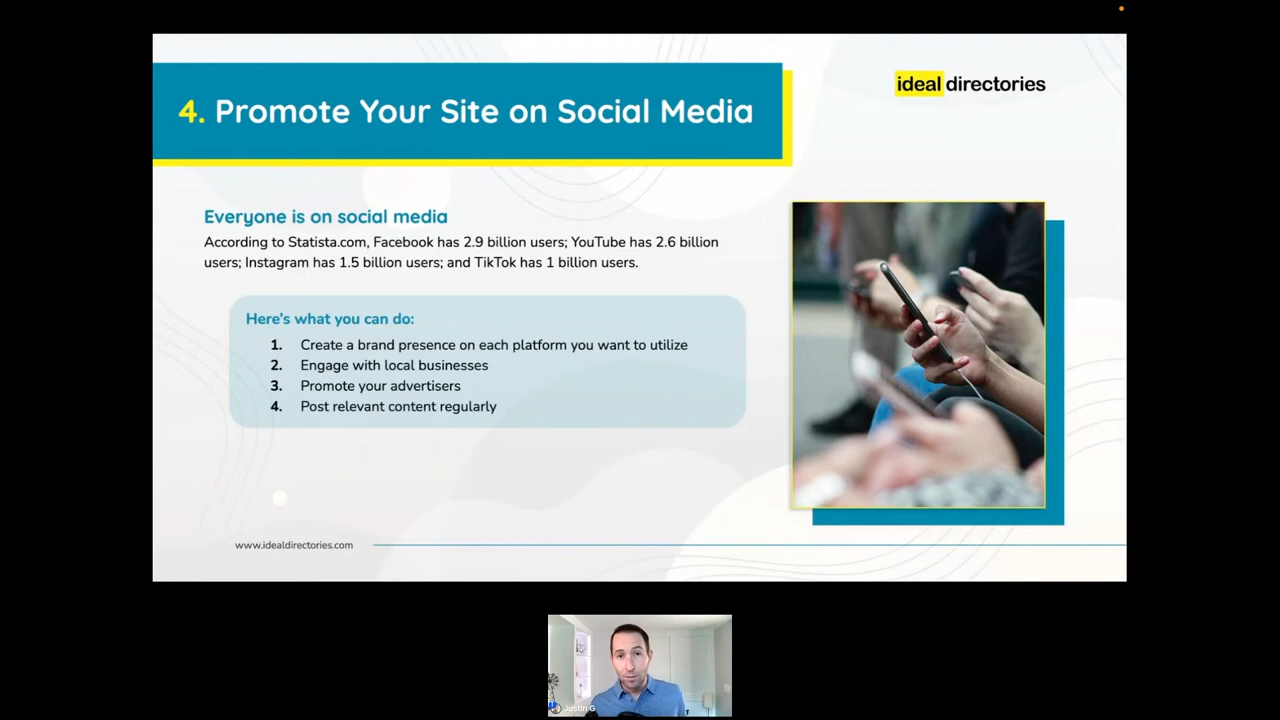 4. Promote Your Site on Social Media
ideal directories
Everyone is on social media
According to Statista.com, Facebook has 2.9 billion users; YouTube has 2.6 billion
users; Instagram has 1.5 billion users; and TikTok has 1 billion users.
Here's what you can do:
1. Create a brand presence on each platform you want to utilize
2. Engage with local businesses
3. Promote your advertisers
4. Post relevant content regularly
www.idealdirectories.com
Justin G